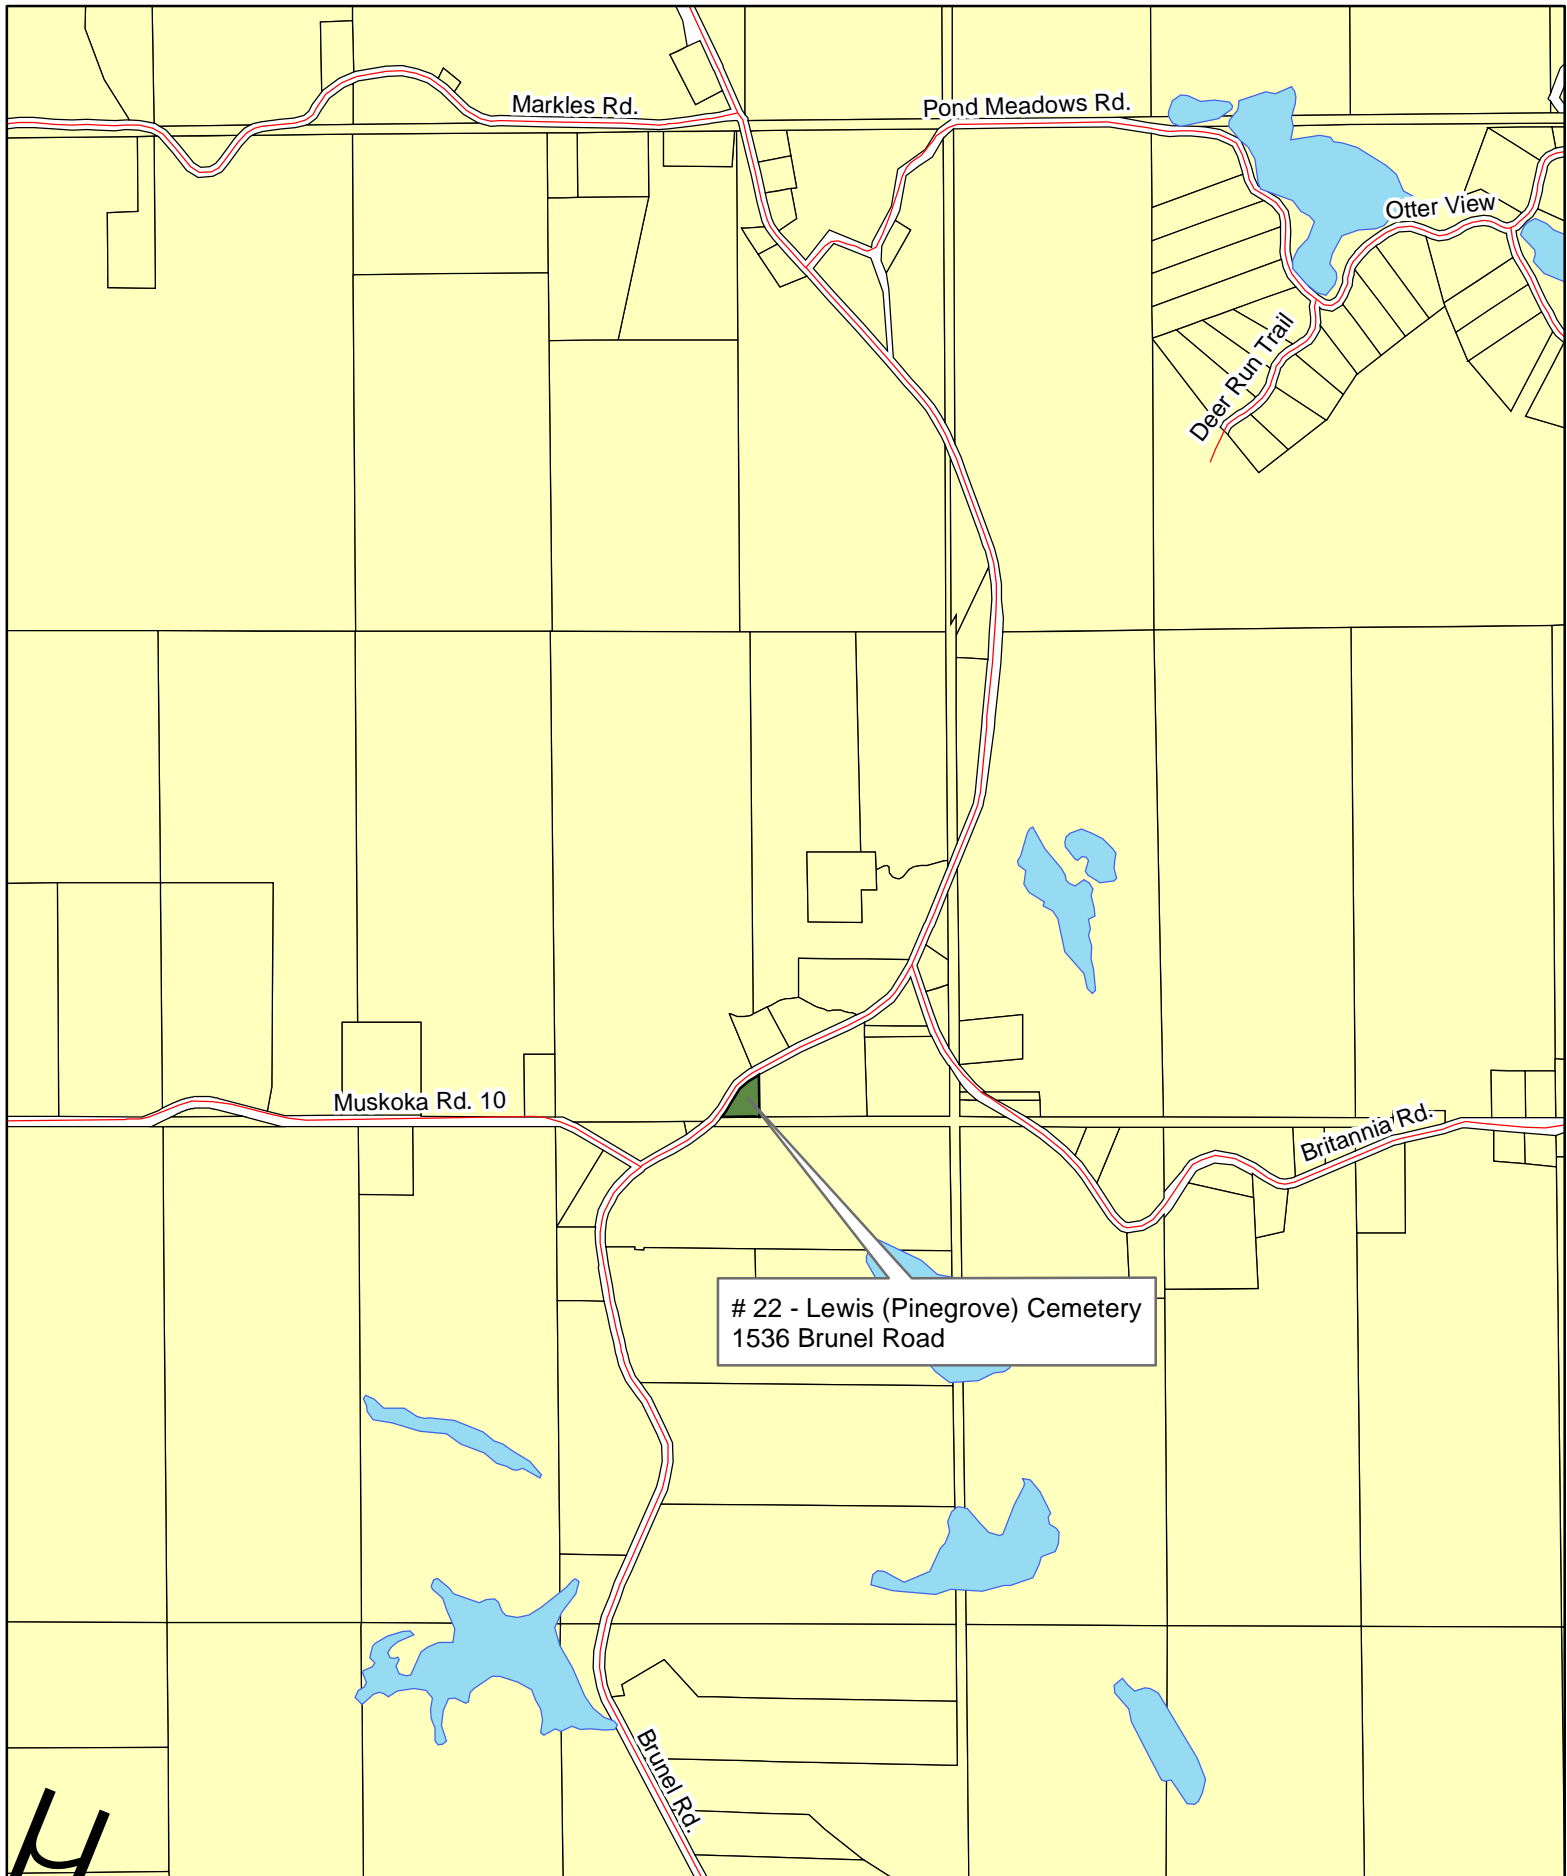 Markles Rd.
Pond Meadows Rd.
Otter View
Deer Run Trail
Muskoka Rd. 10
Britannia Rd.
# 22 - Lewis (Pinegrove) Cemetery
1536 Brunel Road
Brunel Rd.